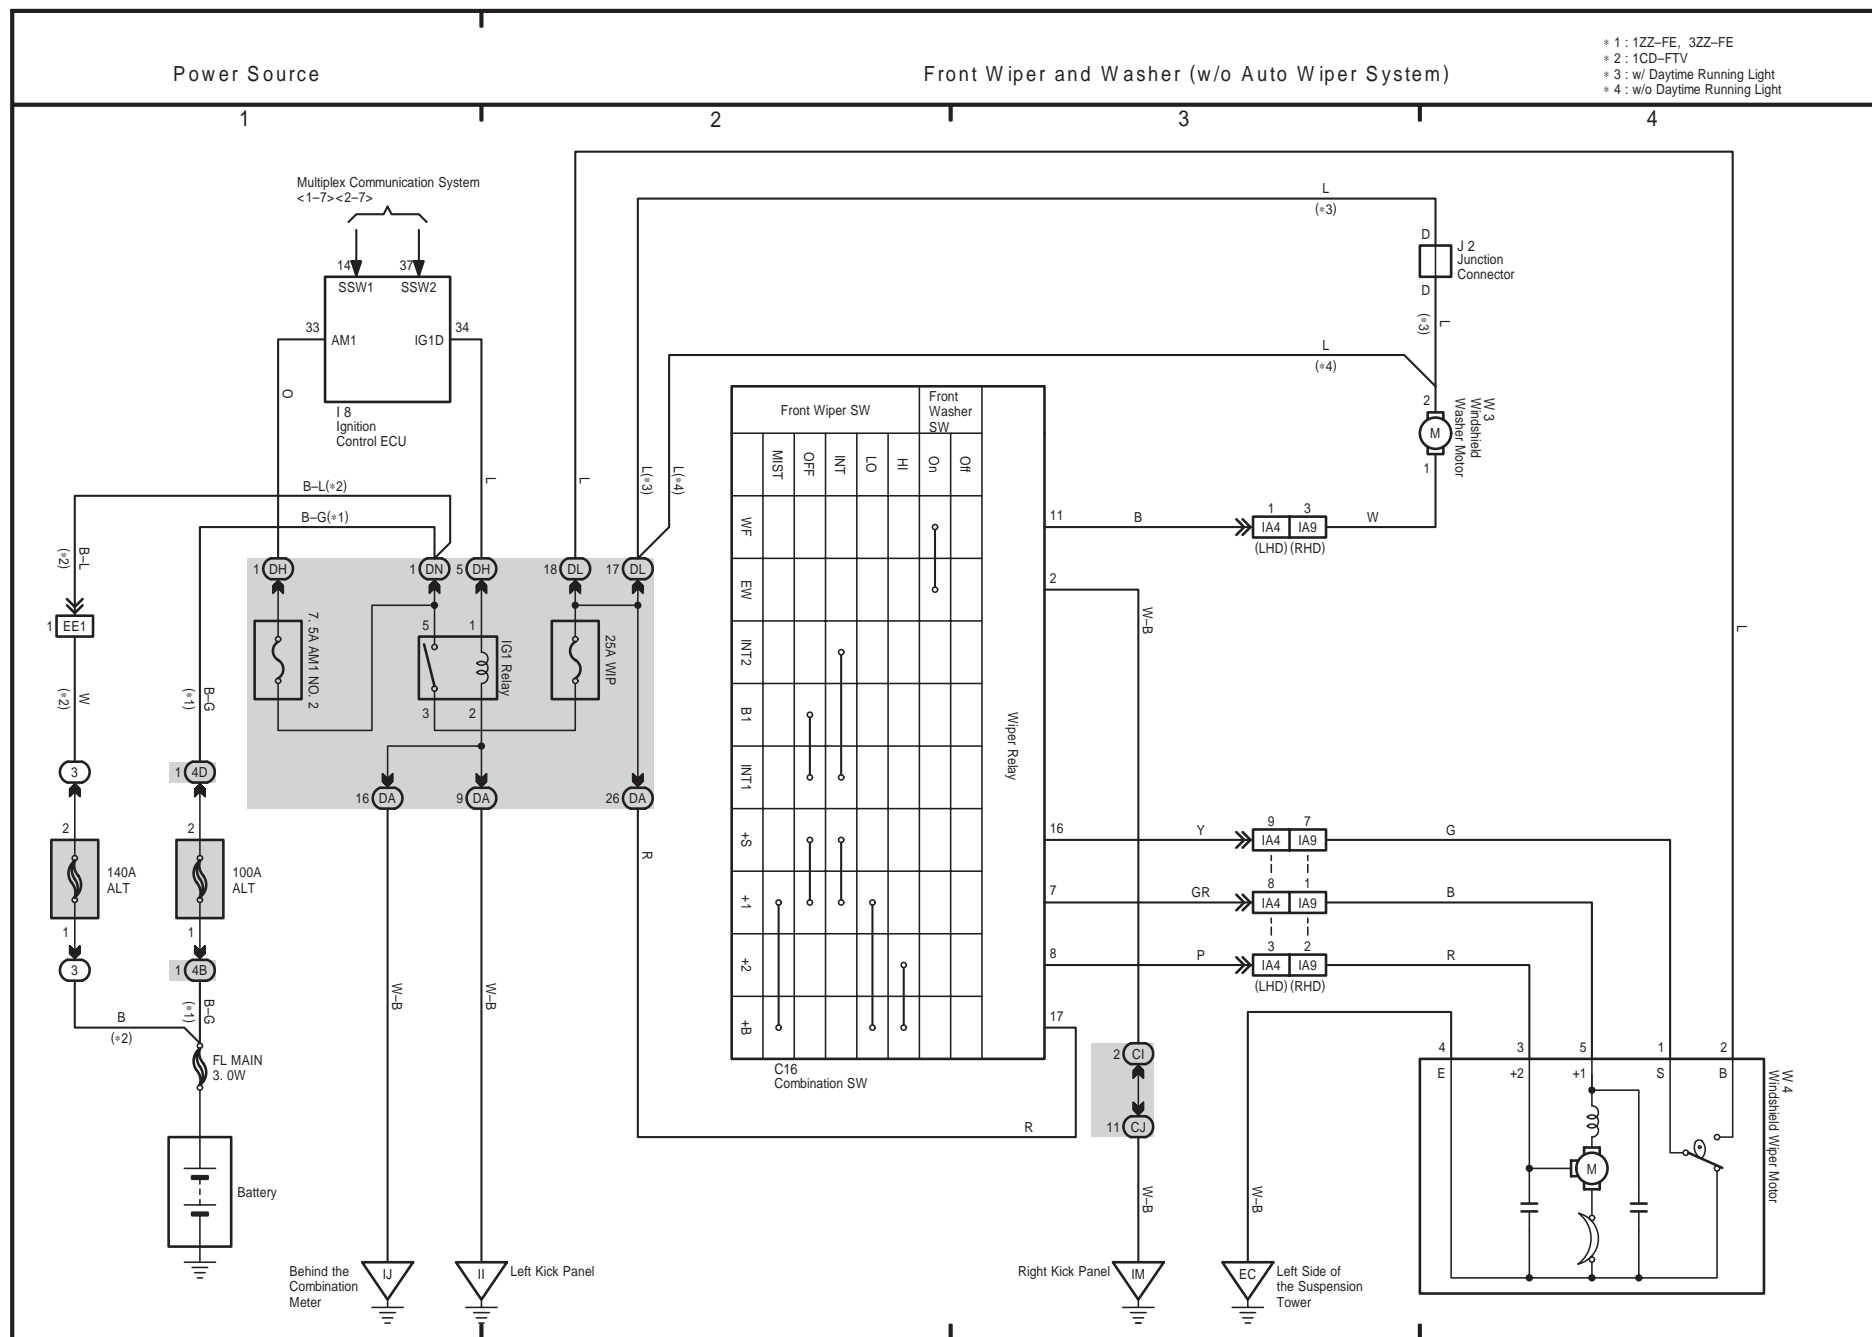 Power Source
Front Wiper and Washer (w/o Auto Wiper System)
* 1 : 1ZZ–FE, 3ZZ–FE
* 2 : 1CD–FTV
* 3 : w/ Daytime Running Light
* 4 : w/o Daytime Running Light
1
2
3
4
Multiplex Communication System
<1–7><2–7>
14
37
SSW1
SSW2
33
AM1
IG1D
34
O
I 8
Ignition
Control ECU
L
L
L
(*3)
D
J 2
Junction
Connector
D
(*3)
L
L
(*4)
L(*3)
L(*4)
2
M
1
W 3
Windshield
Washer Motor
B–L(*2)
B–G(*1)
B–L
(*2)
1
EE1
W
(*2)
B–G
(*1)
1 DH
1 DN
5 DH
18 DL
17 DL
7. 5A AM1 NO. 2
5
1
IG1 Relay
3
2
25A WIP
16 DA
9 DA
26 DA
3
1 4D
2
2
140A
ALT
100A
ALT
1
1
3
1 4B
B
(*2)
B–G
(*1)
FL MAIN
3. 0W
Battery
W–B
W–B
R
Behind the
Combination
Meter
IJ
II
Left Kick Panel
Front Wiper SW
Front
Washer
SW
MIST
OFF
INT
LO
HI
On
Off
WF
EW
INT2
B1
INT1
+S
+1
+2
+B
Wiper Relay
C16
Combination SW
11
B
1
3
IA4
IA9
(LHD) (RHD)
W
2
W–B
16
Y
9
7
IA4
IA9
G
7
GR
8
1
IA4
IA9
B
8
P
3
2
IA4
IA9
(LHD) (RHD)
R
17
R
2 CI
11 CJ
W–B
Right Kick Panel
IM
W–B
EC
Left Side of
the Suspension
Tower
L
4
3
5
1
2
E
+2
+1
S
B
M
W 4
Windshield Wiper Motor